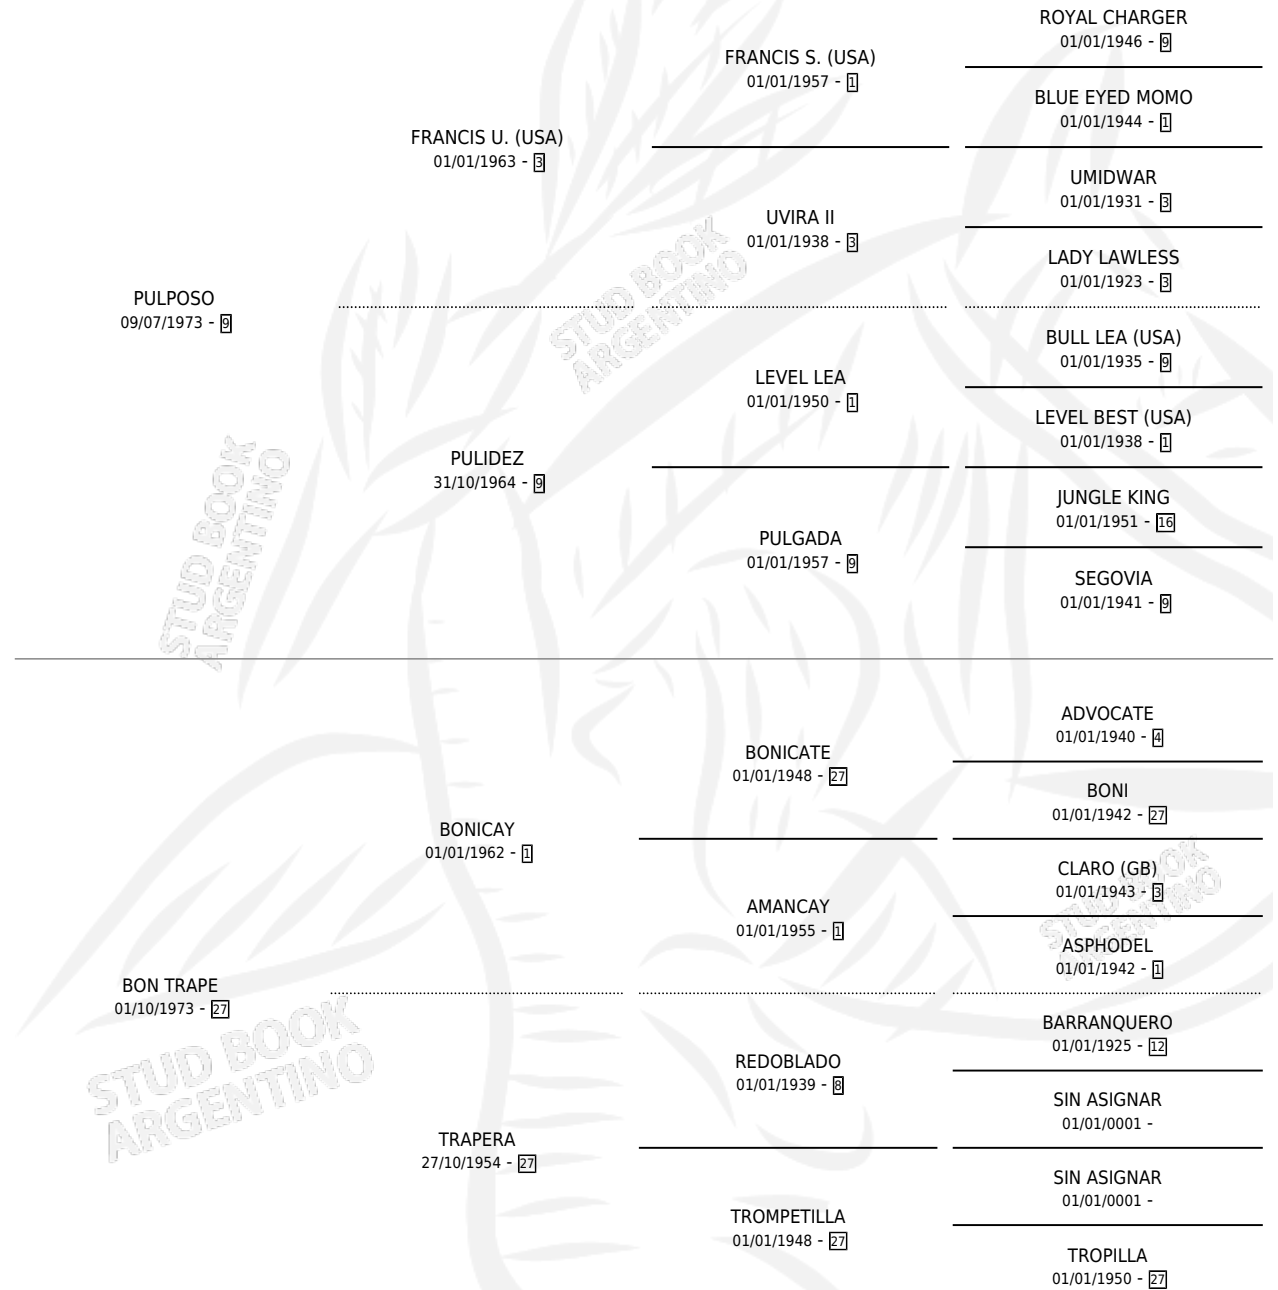 ROYAL CHARGER
01/01/1946 - 9
FRANCIS S. (USA)
01/01/1957 - 1
BLUE EYED MOMO
01/01/1944 - 1
FRANCIS U. (USA)
01/01/1963 - 3
UMIDWAR
01/01/1931 - 3
UVIRA II
01/01/1938 - 3
LADY LAWLESS
01/01/1923 - 3
PULPOSO
09/07/1973 - 9
BULL LEA (USA)
01/01/1935 - 9
LEVEL LEA
01/01/1950 - 1
LEVEL BEST (USA)
01/01/1938 - 1
PULIDEZ
31/10/1964 - 9
JUNGLE KING
01/01/1951 - 16
PULGADA
01/01/1957 - 9
SEGOVIA
01/01/1941 - 9
STUD BOOK
ARGENTINO
STUD BOOK
ARGENTINO
ADVOCATE
01/01/1940 - 4
BONICATE
01/01/1948 - 27
BONI
01/01/1942 - 27
BONICAY
01/01/1962 - 1
CLARO (GB)
01/01/1943 - 3
AMANCAY
01/01/1955 - 1
ASPHODEL
01/01/1942 - 1
BON TRAPE
01/10/1973 - 27
BARRANQUERO
01/01/1925 - 12
REDOBLADO
01/01/1939 - 8
SIN ASIGNAR
01/01/0001 -
TRAPERA
27/10/1954 - 27
SIN ASIGNAR
01/01/0001 -
TROMPETILLA
01/01/1948 - 27
TROPILLA
01/01/1950 - 27
STUD BOOK
ARGENTINO
STUD BOOK
ARGENTINO